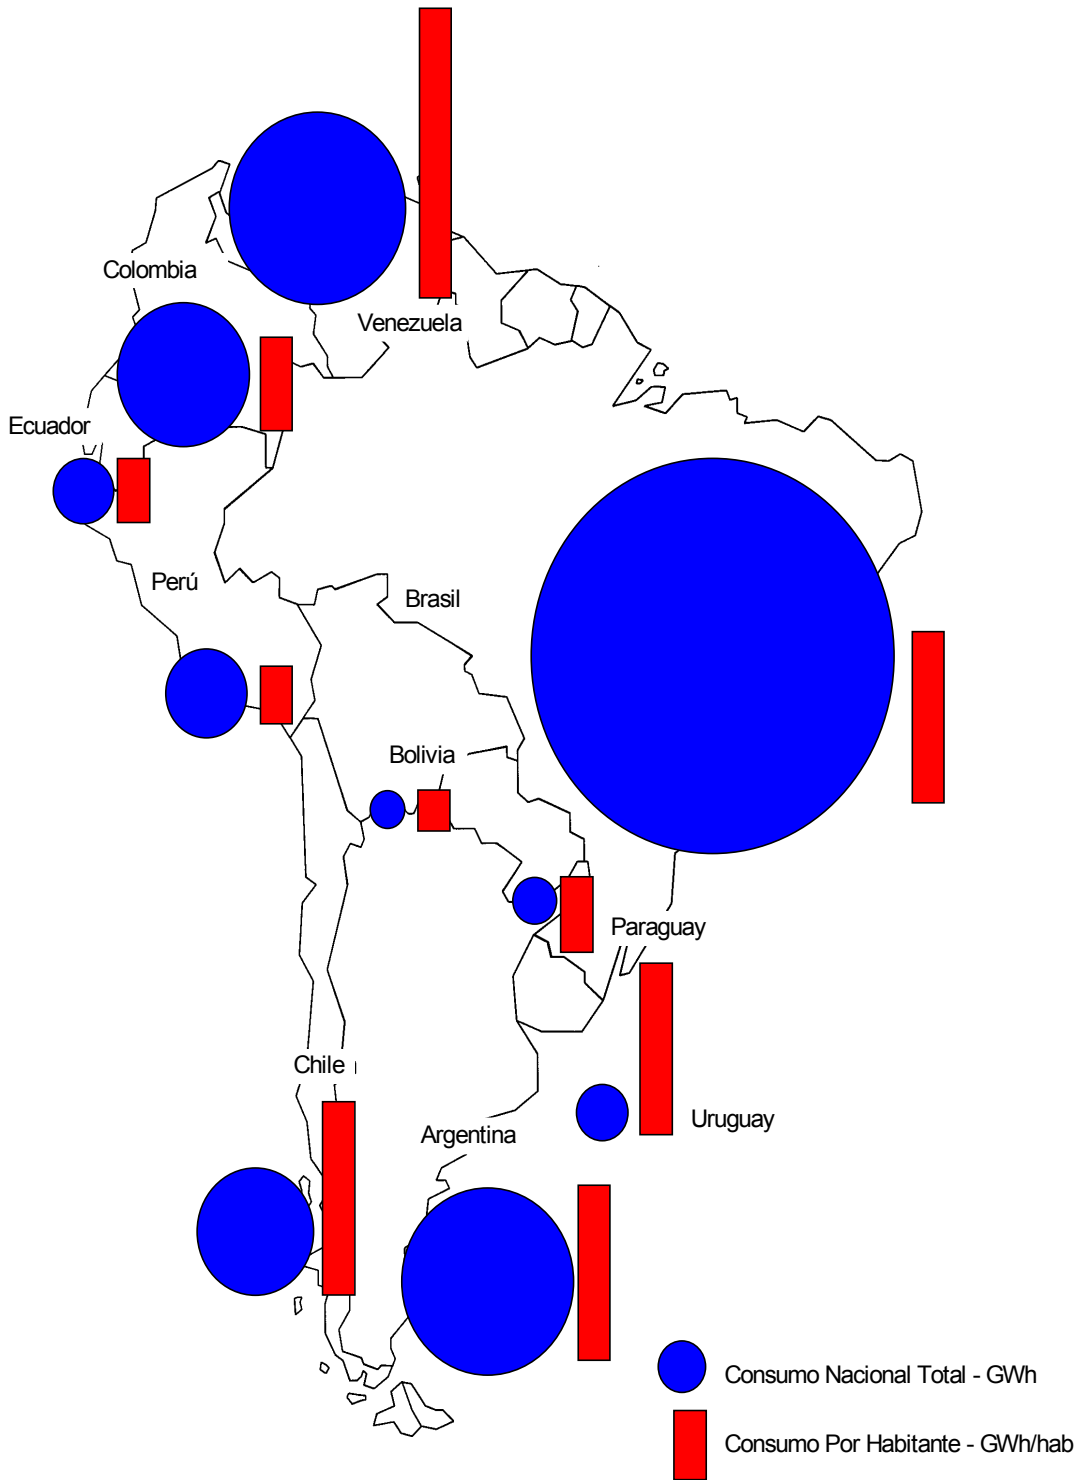 Colombia
Venezuela
Ecuador
Perú
Brasil
Bolivia
Paraguay
Chile
Uruguay
Argentina
Consumo Nacional Total - GWh
Consumo Por Habitante - GWh/hab